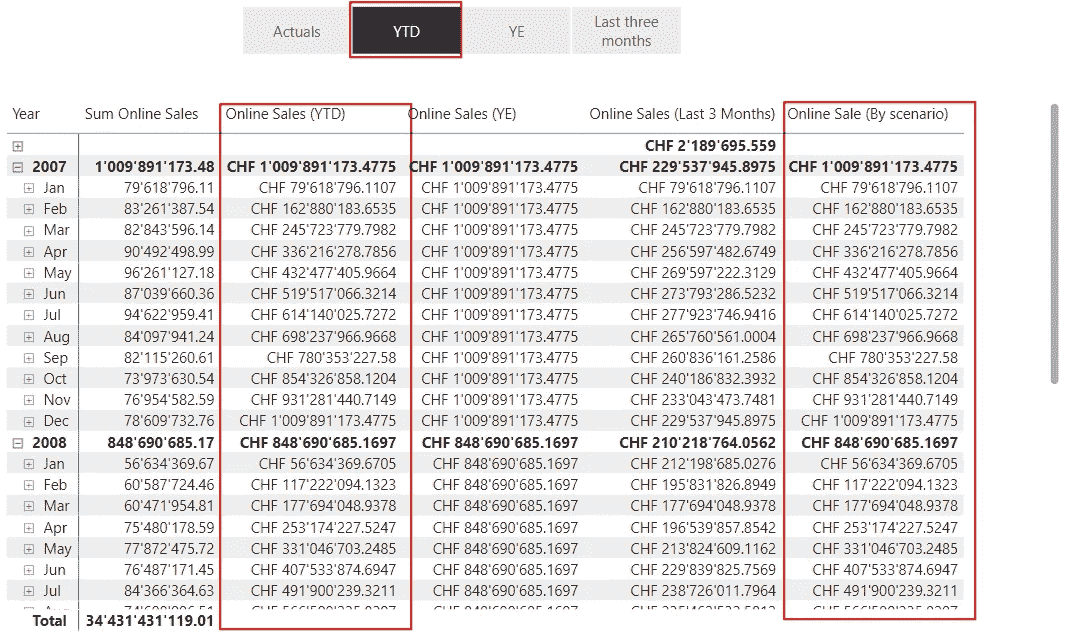 Actuals YTD YE Last three months
Year Sum Online Sales Online Sales (YTD) Online Sales (YE) Online Sales (Last 3 Months) Online Sale (By scenario)
CHF 2'189'695.559
2007 1'009'891'173.48 CHF 1'009'891'173.4775 CHF 1'009'891'173.4775 CHF 229'537'945.8975 CHF 1'009'891'173.4775
Jan 79'618'796.11 CHF 79'618'796.1107 CHF 1'009'891'173.4775 CHF 79'618'796.1107 CHF 79'618'796.1107
Feb 83'261'387.54 CHF 162'880'183.6535 CHF 1'009'891'173.4775 CHF 162'880'183.6535 CHF 162'880'183.6535
Mar 82'843'596.14 CHF 245'723'779.7982 CHF 1'009'891'173.4775 CHF 245'723'779.7982 CHF 245'723'779.7982
Apr 90'492'498.99 CHF 336'216'278.7856 CHF 1'009'891'173.4775 CHF 256'597'482.6749 CHF 336'216'278.7856
May 96'261'127.18 CHF 432'477'405.9664 CHF 1'009'891'173.4775 CHF 269'597'222.3129 CHF 432'477'405.9664
Jun 87'039'660.36 CHF 519'517'066.3214 CHF 1'009'891'173.4775 CHF 273'793'286.5232 CHF 519'517'066.3214
Jul 94'622'959.41 CHF 614'140'025.7272 CHF 1'009'891'173.4775 CHF 277'923'746.9416 CHF 614'140'025.7272
Aug 84'097'941.24 CHF 698'237'966.9668 CHF 1'009'891'173.4775 CHF 265'760'561.0004 CHF 698'237'966.9668
Sep 82'115'260.61 CHF 780'353'227.58 CHF 1'009'891'173.4775 CHF 260'836'161.2586 CHF 780'353'227.58
Oct 73'973'630.54 CHF 854'326'858.1204 CHF 1'009'891'173.4775 CHF 240'186'832.3932 CHF 854'326'858.1204
Nov 76'954'582.59 CHF 931'281'440.7149 CHF 1'009'891'173.4775 CHF 233'043'473.7481 CHF 931'281'440.7149
Dec 78'609'732.76 CHF 1'009'891'173.4775 CHF 1'009'891'173.4775 CHF 229'537'945.8975 CHF 1'009'891'173.4775
2008 848'690'685.17 CHF 848'690'685.1697 CHF 848'690'685.1697 CHF 210'218'764.0562 CHF 848'690'685.1697
Jan 56'634'369.67 CHF 56'634'369.6705 CHF 848'690'685.1697 CHF 212'198'685.0276 CHF 56'634'369.6705
Feb 60'587'724.46 CHF 117'222'094.1323 CHF 848'690'685.1697 CHF 195'831'826.8949 CHF 117'222'094.1323
Mar 60'471'954.81 CHF 177'694'048.9378 CHF 848'690'685.1697 CHF 177'694'048.9378 CHF 177'694'048.9378
Apr 75'480'178.59 CHF 253'174'227.5247 CHF 848'690'685.1697 CHF 196'539'857.8542 CHF 253'174'227.5247
May 77'872'475.72 CHF 331'046'703.2485 CHF 848'690'685.1697 CHF 213'824'609.1162 CHF 331'046'703.2485
Jun 76'487'171.45 CHF 407'533'874.6947 CHF 848'690'685.1697 CHF 229'839'825.7569 CHF 407'533'874.6947
Jul 84'366'364.63 CHF 491'900'239.3211 CHF 848'690'685.1697 CHF 238'726'011.7964 CHF 491'900'239.3211
Total 34'431'431'119.01